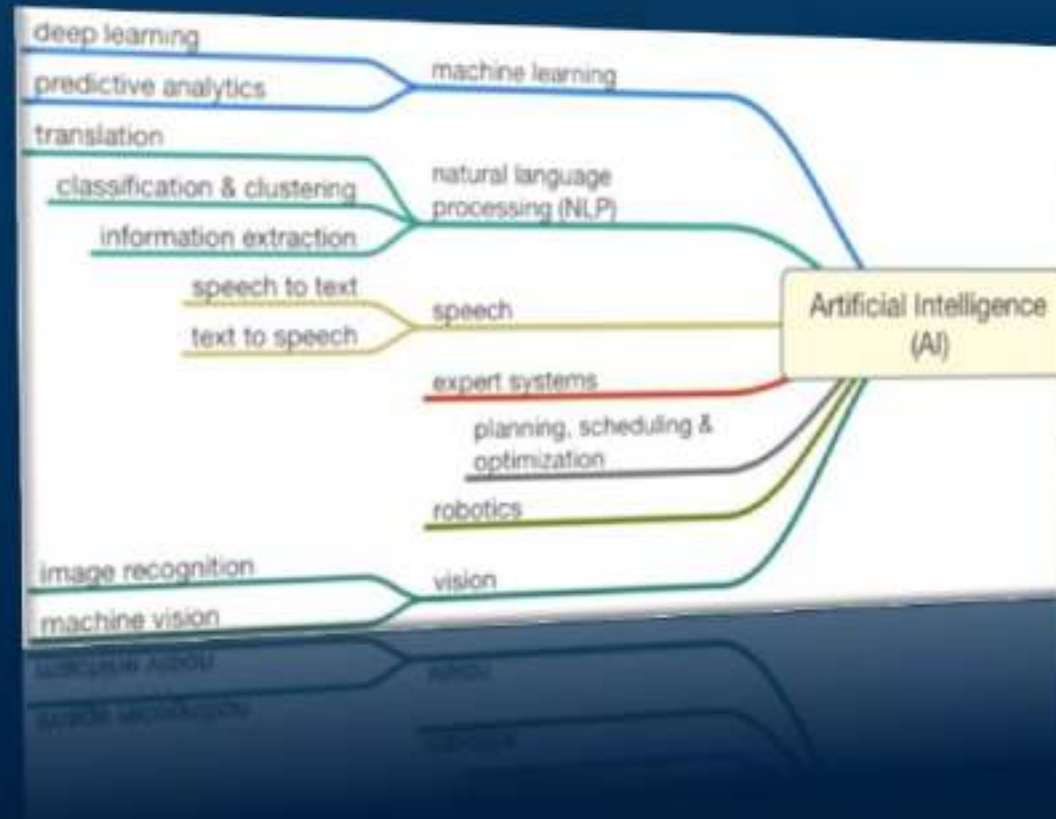 deep learning
machine learning
predictive analytics
translation
natural language
processing (NLP)
classification & clustering
information extraction
speech to text
speech
text to speech
Artificial Intelligence
(AI)
expert systems
planning, scheduling &
optimization
robotics
image recognition
vision
machine vision